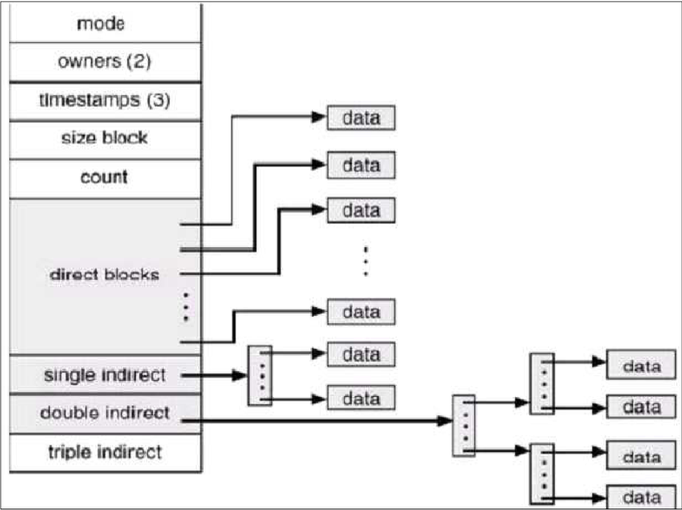 mode
owners (2)
timestamps (3)
size block
count
direct blocks
single indirect
double indirect
triple indirect
data
data
data
data
data
data
data
data
data
data